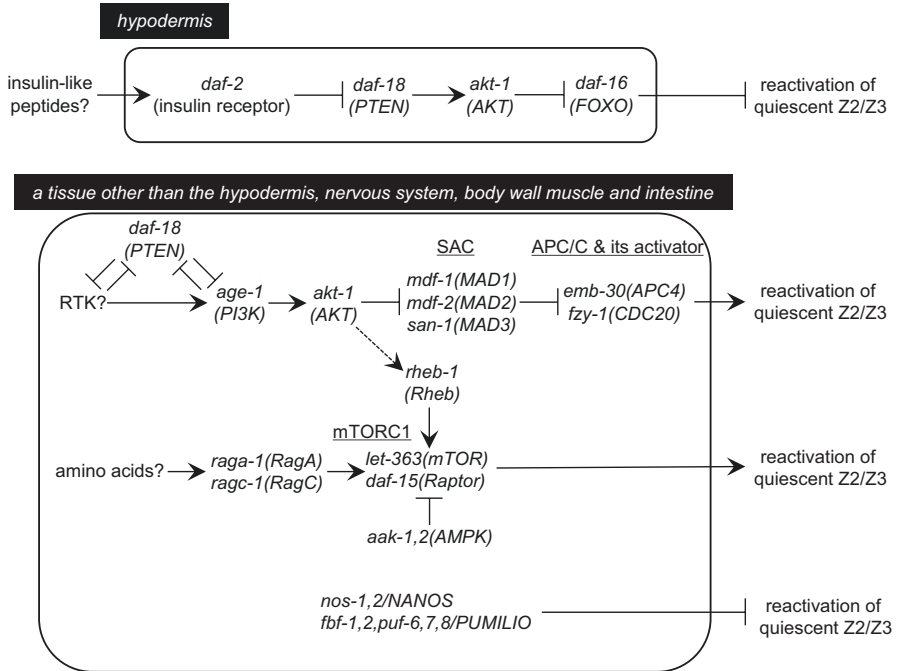 hypodermis
insulin-like peptides?
daf-2
(insulin receptor)
daf-18
(PTEN)
akt-1
(AKT)
daf-16
(FOXO)
reactivation of
quiescent Z2/Z3
a tissue other than the hypodermis, nervous system, body wall muscle and intestine
daf-18
(PTEN)
RTK?
age-1
(PI3K)
akt-1
(AKT)
SAC
mdf-1(MAD1)
mdf-2(MAD2)
san-1(MAD3)
APC/C & its activator
emb-30(APC4)
fzy-1(CDC20)
reactivation of
quiescent Z2/Z3
rheb-1
(Rheb)
mTORC1
amino acids?
raga-1(RagA)
ragc-1(RagC)
let-363(mTOR)
daf-15(Raptor)
reactivation of
quiescent Z2/Z3
aak-1,2(AMPK)
nos-1,2/NANOS
fbf-1,2,puf-6,7,8/PUMILIO
reactivation of
quiescent Z2/Z3